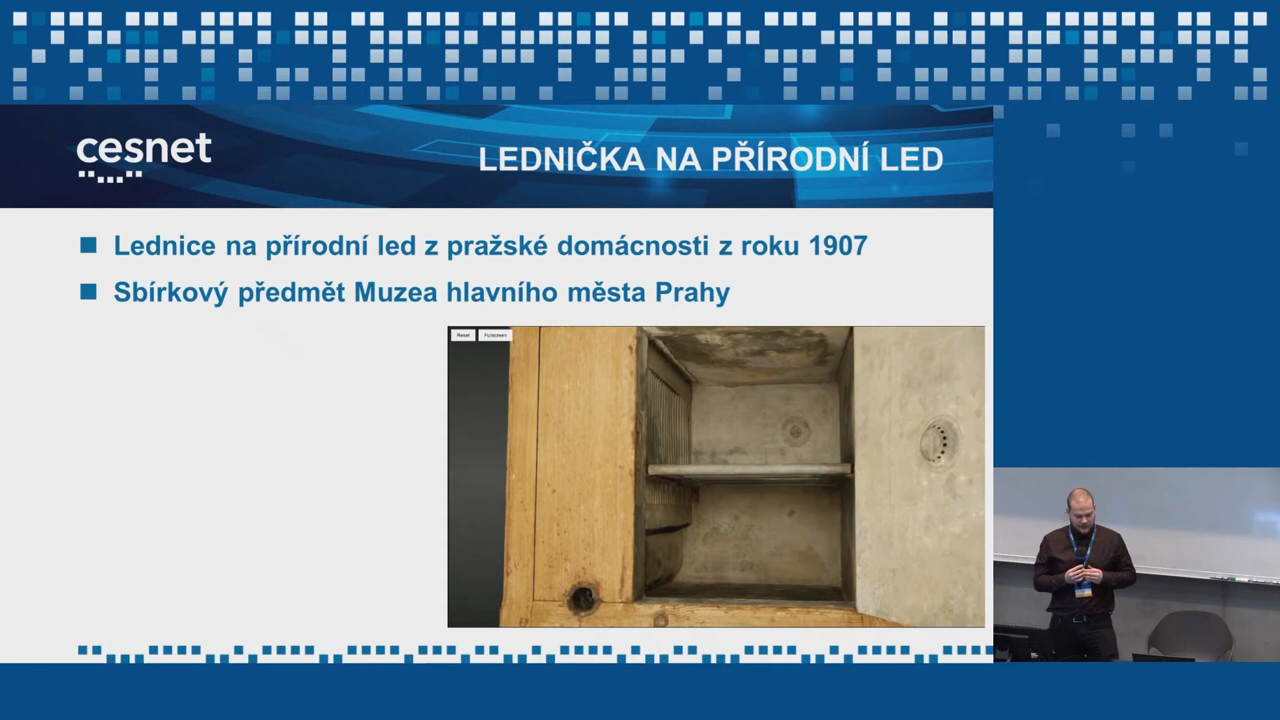 cesnet
LEDNIČKA NA PŘÍRODNÍ LED
Lednice na přírodní led z pražské domácnosti z roku 1907
Sbírkový předmět Muzea hlavního města Prahy
Reset Fullscreen